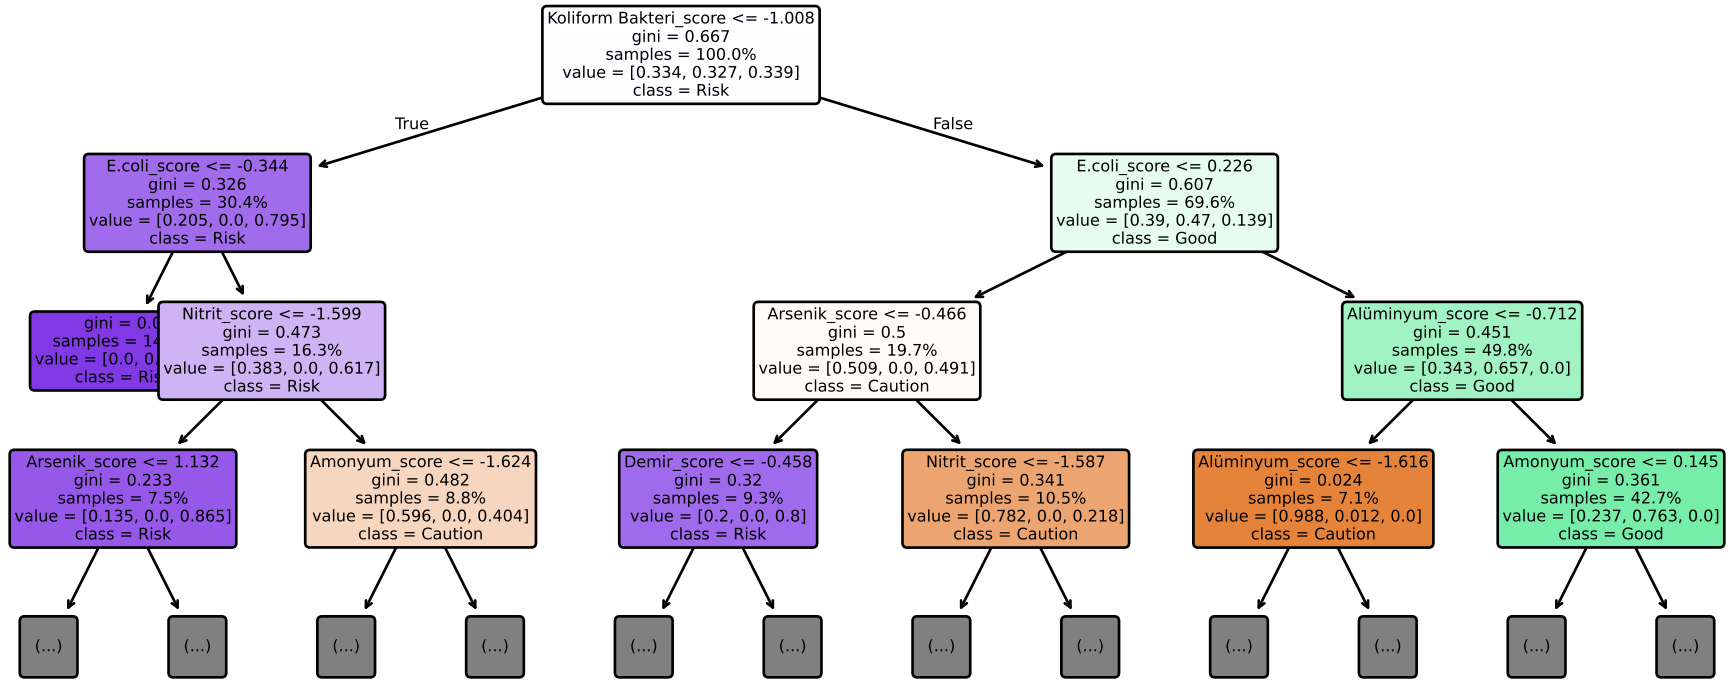 Koliform Bakteri_score <= -1.008
gini = 0.667
samples = 100.0%
value = [0.334, 0.327, 0.339]
class = Risk
True
False
E.coli_score <= -0.344
gini = 0.326
samples = 30.4%
value = [0.205, 0.0, 0.795]
class = Risk
E.coli_score <= 0.226
gini = 0.607
samples = 69.6%
value = [0.39, 0.47, 0.139]
class = Good
gini =
samples =
value = [0.0,
class =
Nitrit_score <= -1.599
gini = 0.473
samples = 16.3%
value = [0.383, 0.0, 0.617]
class = Risk
Arsenik_score <= -0.466
gini = 0.5
samples = 19.7%
value = [0.509, 0.0, 0.491]
class = Caution
Alüminyum_score <= -0.712
gini = 0.451
samples = 49.8%
value = [0.343, 0.657, 0.0]
class = Good
Arsenik_score <= 1.132
gini = 0.233
samples = 7.5%
value = [0.135, 0.0, 0.865]
class = Risk
Amonyum_score <= -1.624
gini = 0.482
samples = 8.8%
value = [0.596, 0.0, 0.404]
class = Caution
Demir_score <= -0.458
gini = 0.32
samples = 9.3%
value = [0.2, 0.0, 0.8]
class = Risk
Nitrit_score <= -1.587
gini = 0.341
samples = 10.5%
value = [0.782, 0.0, 0.218]
class = Caution
Alüminyum_score <= -1.616
gini = 0.024
samples = 7.1%
value = [0.988, 0.012, 0.0]
class = Caution
Amonyum_score <= 0.145
gini = 0.361
samples = 42.7%
value = [0.237, 0.763, 0.0]
class = Good
(...)
(...)
(...)
(...)
(...)
(...)
(...)
(...)
(...)
(...)
(...)
(...)